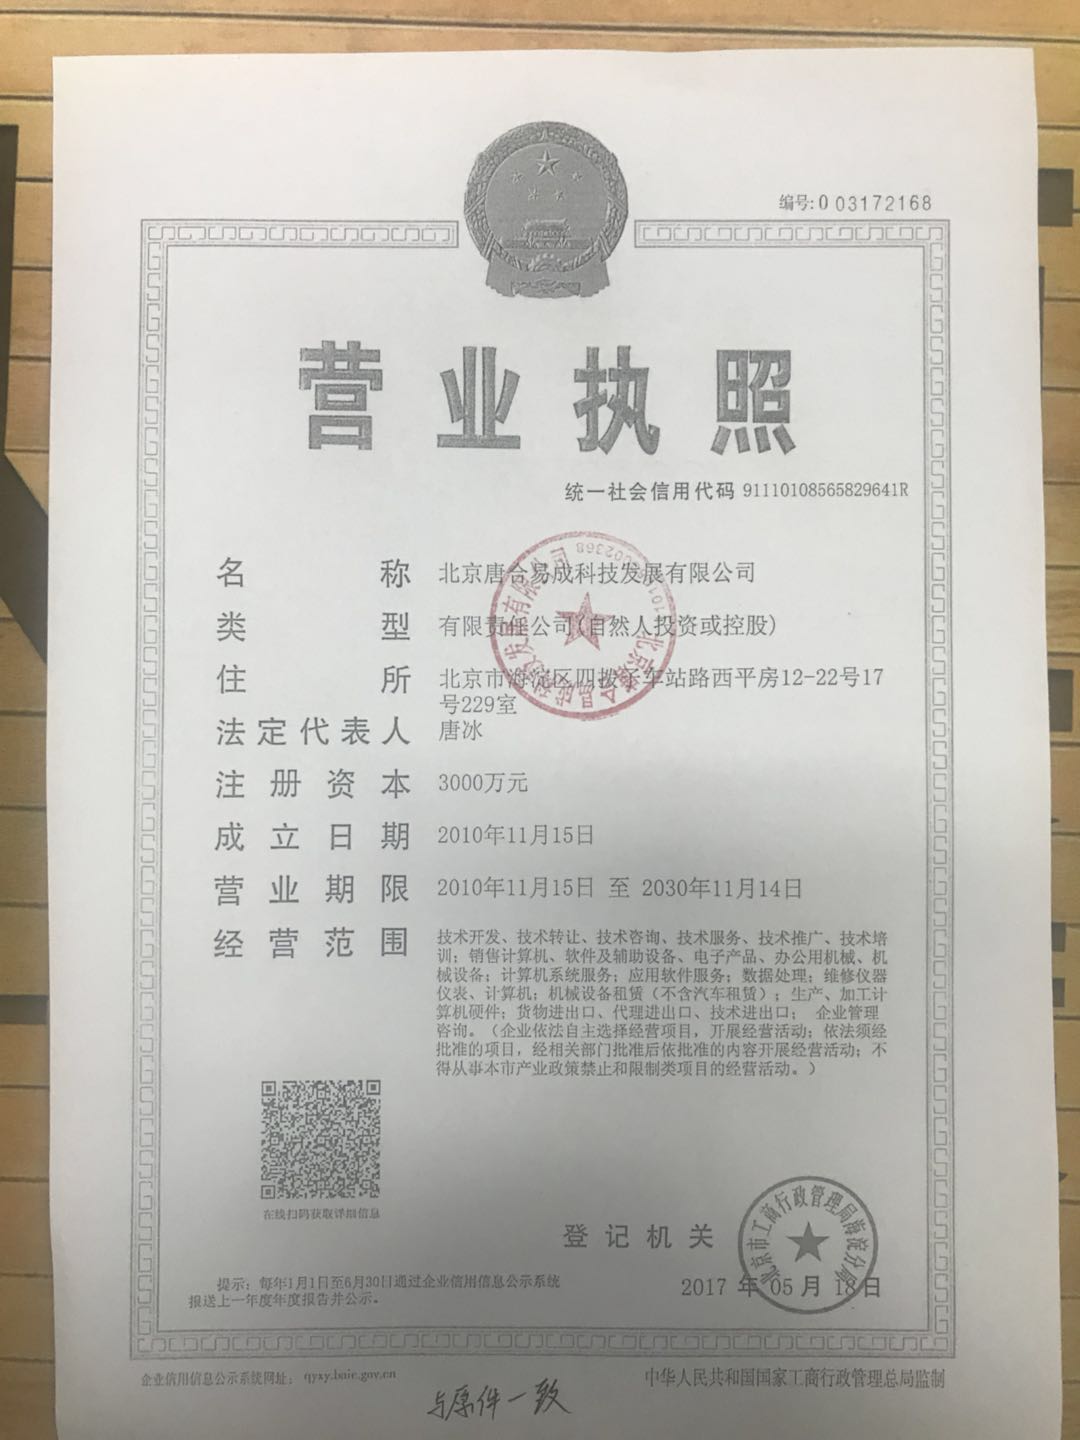 编号:0 03172168
营业执照
统一社会信用代码 91110108565829641R
名称 北京唐合易成科技发展有限公司
类型 有限责任公司(自然人投资或控股)
住所 北京市海淀区四拨子车站路西平房12-22号17
号229室
法定代表人 唐冰
注册资本 3000万元
成立日期 2010年11月15日
营业期限 2010年11月15日 至 2030年11月14日
经营范围 技术开发、技术转让、技术咨询、技术服务、技术推广、技术培
训；销售计算机、软件及辅助设备、电子产品、办公用机械、机
械设备；计算机系统服务；应用软件服务；数据处理；维修仪器
仪表、计算机；机械设备租赁（不含汽车租赁）；生产、加工计
算机硬件；货物进出口、代理进出口、技术进出口； 企业管理
咨询。（企业依法自主选择经营项目，开展经营活动；依法须经
批准的项目，经相关部门批准后依批准的内容开展经营活动；不
得从事本市产业政策禁止和限制类项目的经营活动。）
在线扫码获取详细信息
登记机关
北京市工商行政管理局海淀分局
2017 年 05 月 18 日
提示：每年1月1日至6月30日通过企业信用信息公示系统
报送上一年度年度报告并公示。
企业信用信息公示系统网址： qyxy.baic.gov.cn
中华人民共和国国家工商行政管理总局监制
与原件一致